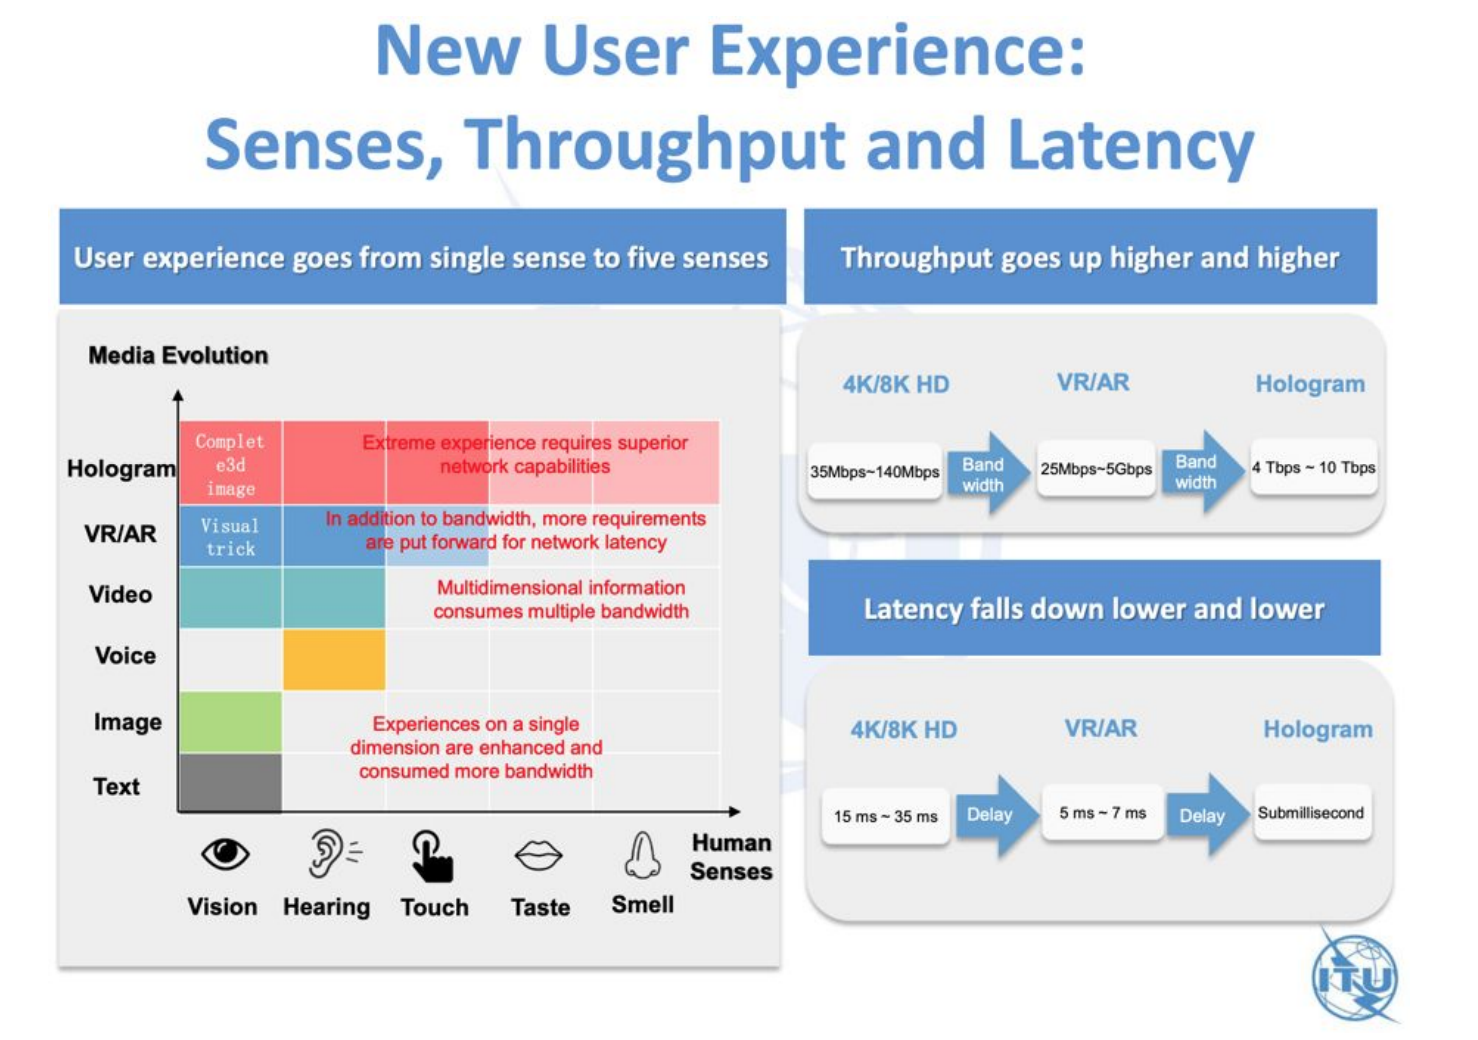 New User Experience:
Senses, Throughput and Latency
User experience goes from single sense to five senses
Media Evolution
Hologram
Complet
e3d
image
Extreme experience requires superior
network capabilities
VR/AR
Visual
trick
In addition to bandwidth, more requirements
are put forward for network latency
Video
Multidimensional information
consumes multiple bandwidth
Voice
Image
Experiences on a single
dimension are enhanced and
consumed more bandwidth
Text
Human
Senses
Vision
Hearing
Touch
Taste
Smell
Throughput goes up higher and higher
4K/8K HD
VR/AR
Hologram
35Mbps~140Mbps
Band
width
25Mbps~5Gbps
Band
width
4 Tbps ~ 10 Tbps
Latency falls down lower and lower
4K/8K HD
VR/AR
Hologram
15 ms ~ 35 ms
Delay
5 ms ~ 7 ms
Delay
Submillisecond
ITU